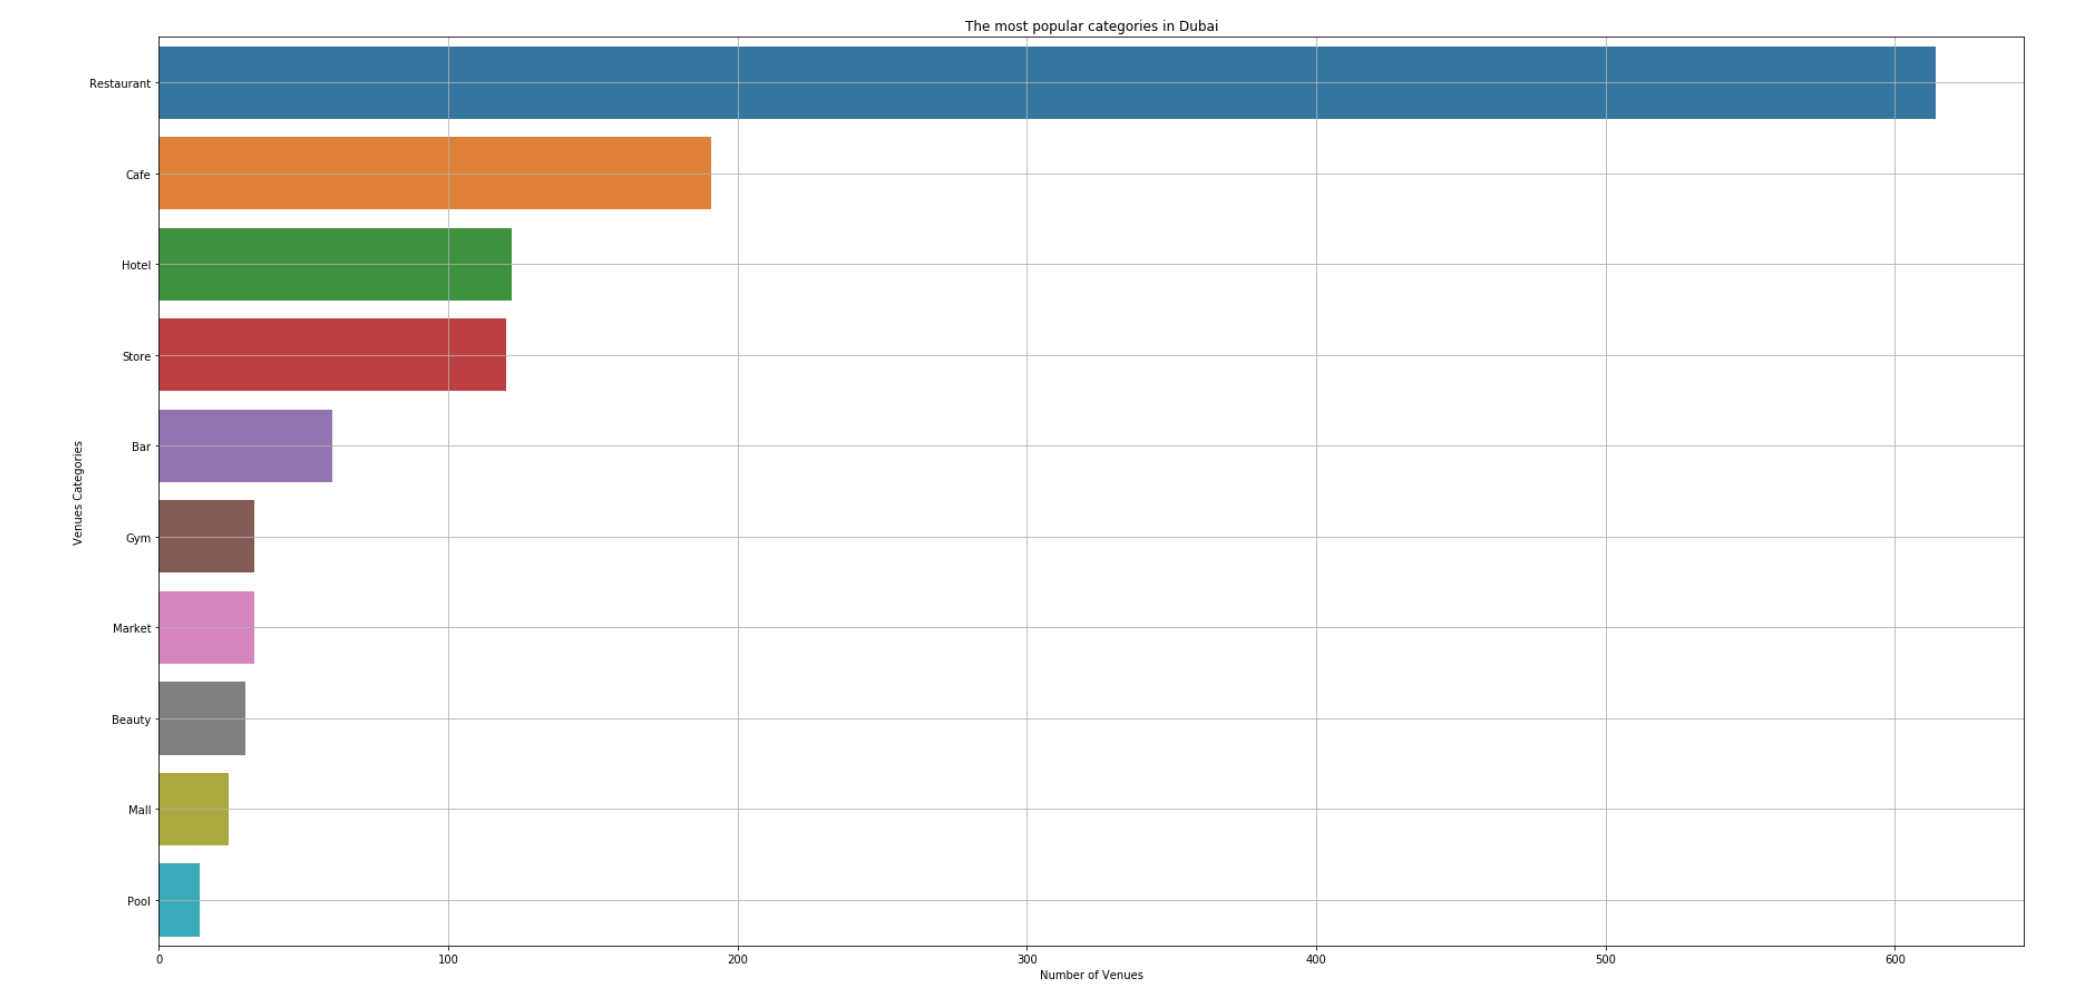 The most popular categories in Dubai
Restaurant
Cafe
Hotel
Store
Bar
Gym
Market
Beauty
Mall
Pool
Venues Categories
0 100 200 300 400 500 600
Number of Venues